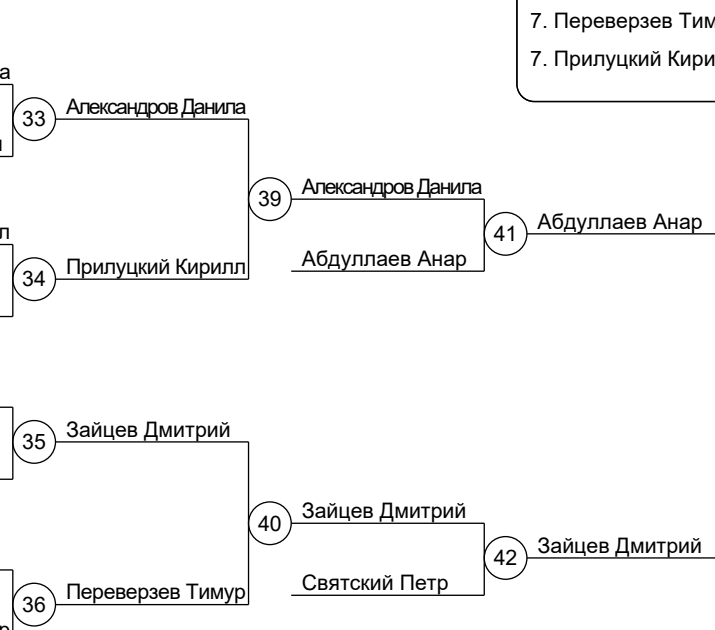 7. Переверзев Тим
7. Прилуцкий Кири
а
33
Александров Данила
39
Александров Данила
41
Абдуллаев Анар
Абдуллаев Анар
л
34
Прилуцкий Кирилл
35
Зайцев Дмитрий
40
Зайцев Дмитрий
42
Зайцев Дмитрий
Святский Петр
36
Переверзев Тимур
р